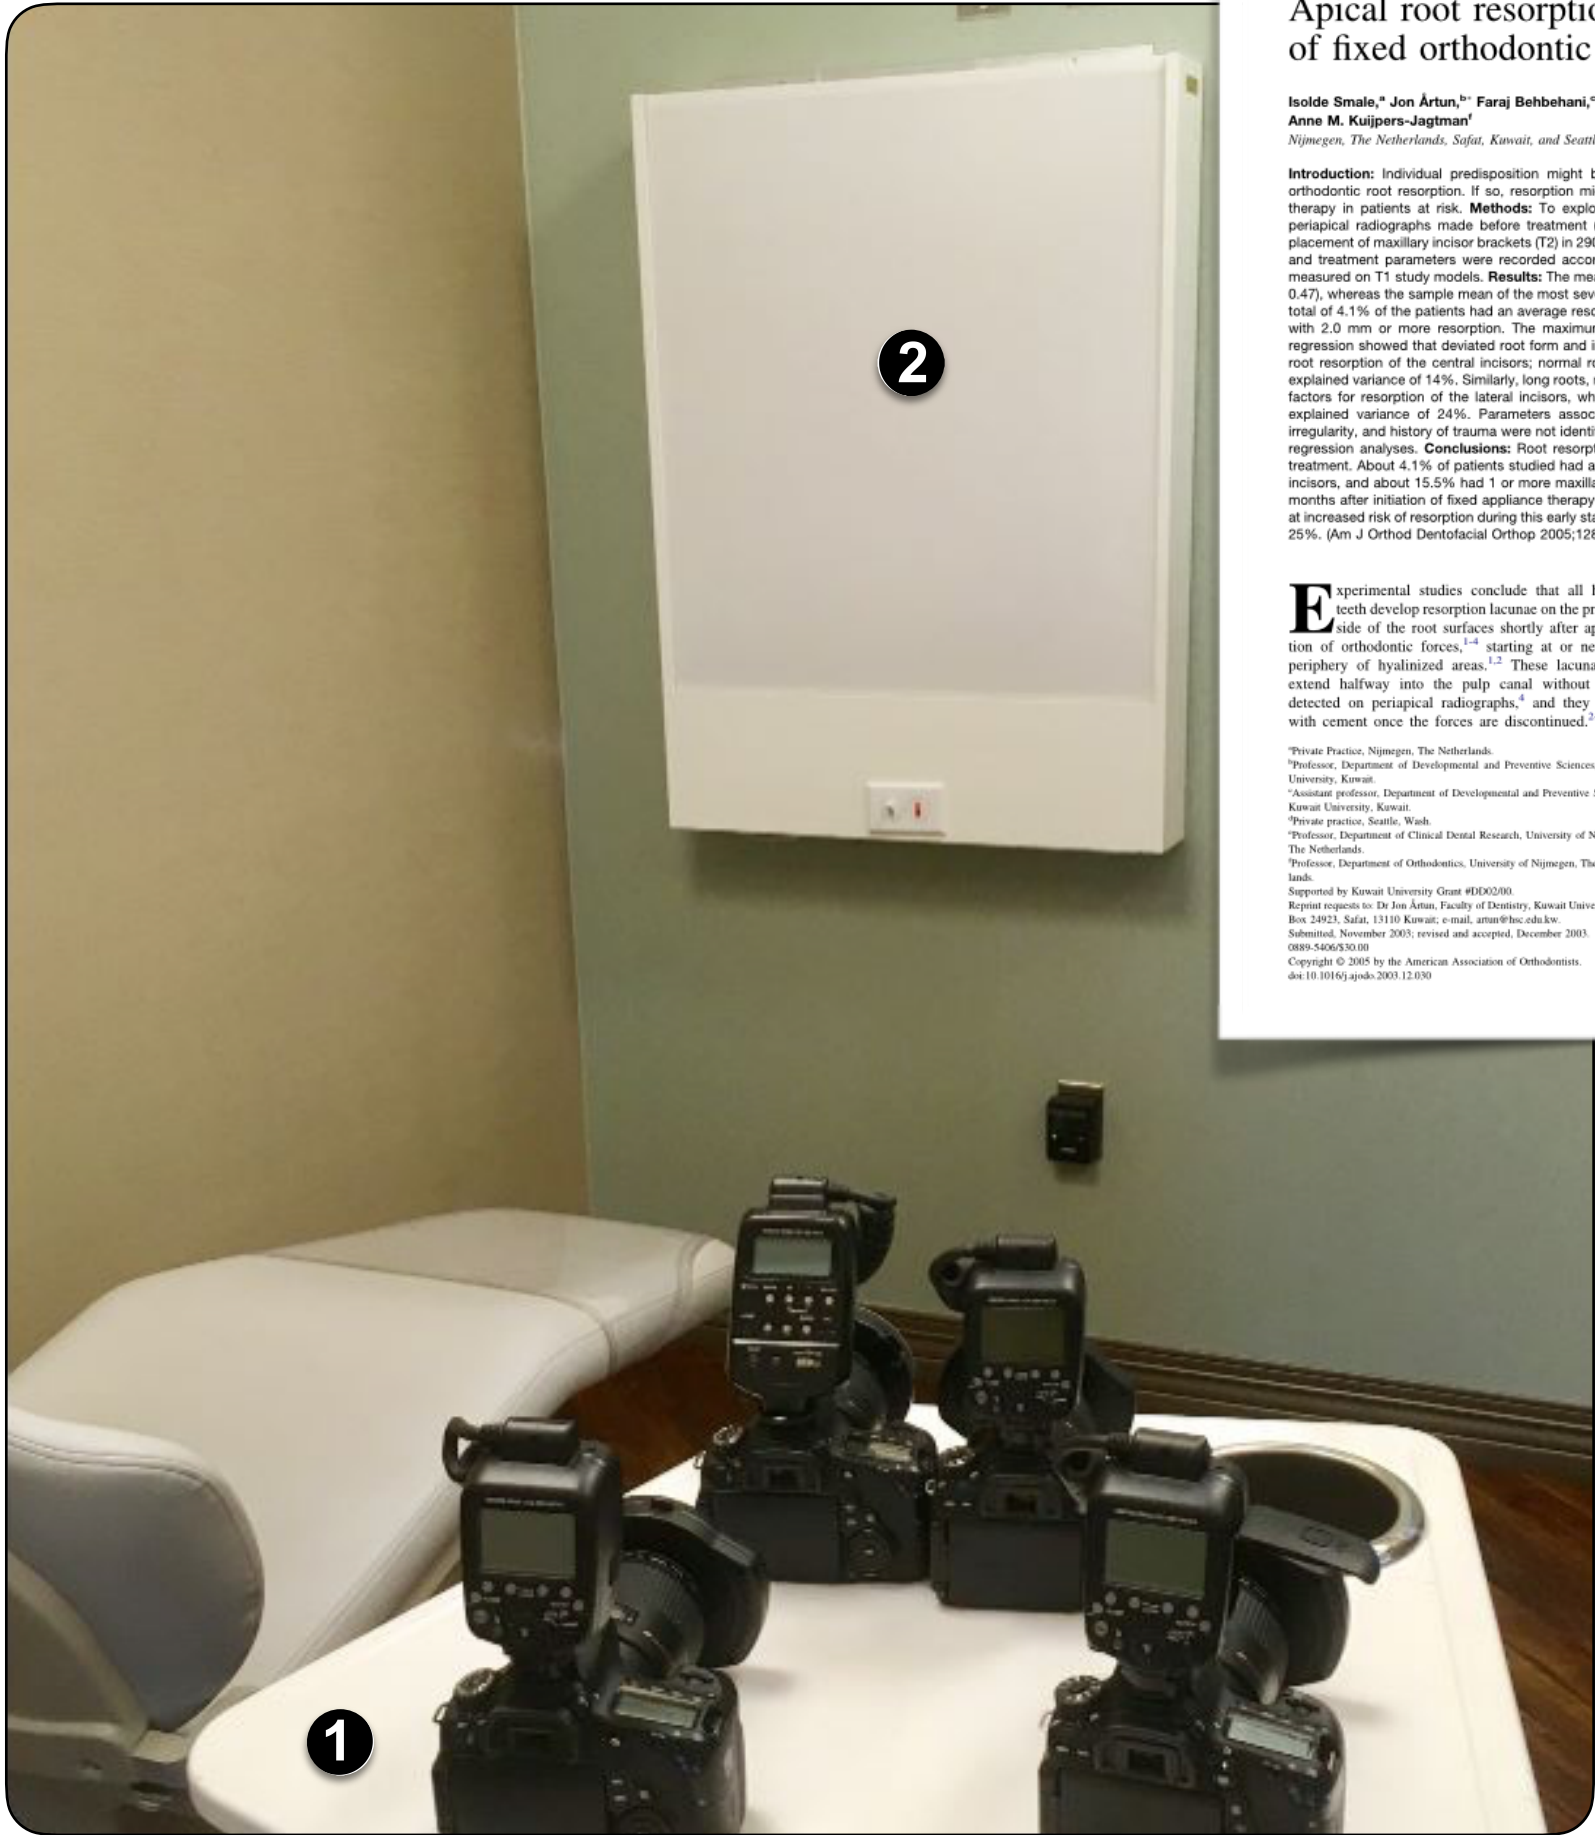 Apical root resorptio
of fixed orthodontic
Isolde Smale,a Jon Årtun,b* Faraj Behbehani,c
Anne M. Kuijpers-Jagtmanf
Nijmegen, The Netherlands, Safat, Kuwait, and Seattl
Introduction: Individual predisposition might b
orthodontic root resorption. If so, resorption mi
therapy in patients at risk. Methods: To explo
periapical radiographs made before treatment
placement of maxillary incisor brackets (T2) in 290
and treatment parameters were recorded accor
measured on T1 study models. Results: The mea
0.47), whereas the sample mean of the most seve
total of 4.1% of the patients had an average reso
with 2.0 mm or more resorption. The maximum
regression showed that deviated root form and i
root resorption of the central incisors; normal ro
explained variance of 14%. Similarly, long roots,
factors for resorption of the lateral incisors, wh
explained variance of 24%. Parameters assoc
irregularity, and history of trauma were not identi
regression analyses. Conclusions: Root resorpt
treatment. About 4.1% of patients studied had a
incisors, and about 15.5% had 1 or more maxilla
months after initiation of fixed appliance therapy
at increased risk of resorption during this early sta
25%. (Am J Orthod Dentofacial Orthop 2005;128
Experimental studies conclude that all h
teeth develop resorption lacunae on the pr
side of the root surfaces shortly after ap
tion of orthodontic forces,1-4 starting at or ne
periphery of hyalinized areas.1,2 These lacuna
extend halfway into the pulp canal without
detected on periapical radiographs,4 and they
with cement once the forces are discontinued.2
aPrivate Practice, Nijmegen, The Netherlands.
bProfessor, Department of Developmental and Preventive Sciences
University, Kuwait.
cAssistant professor, Department of Developmental and Preventive S
Kuwait University, Kuwait.
dPrivate practice, Seattle, Wash.
eProfessor, Department of Clinical Dental Research, University of N
The Netherlands.
fProfessor, Department of Orthodontics, University of Nijmegen, The
lands.
Supported by Kuwait University Grant #DD02/00.
Reprint requests to: Dr Jon Årtun, Faculty of Dentistry, Kuwait Unive
Box 24923, Safat, 13110 Kuwait; e-mail, artun@hsc.edu.kw.
Submitted, November 2003; revised and accepted, December 2003.
0889-5406/$30.00
Copyright © 2005 by the American Association of Orthodontists.
doi:10.1016/j.ajodo.2003.12.030
2
1